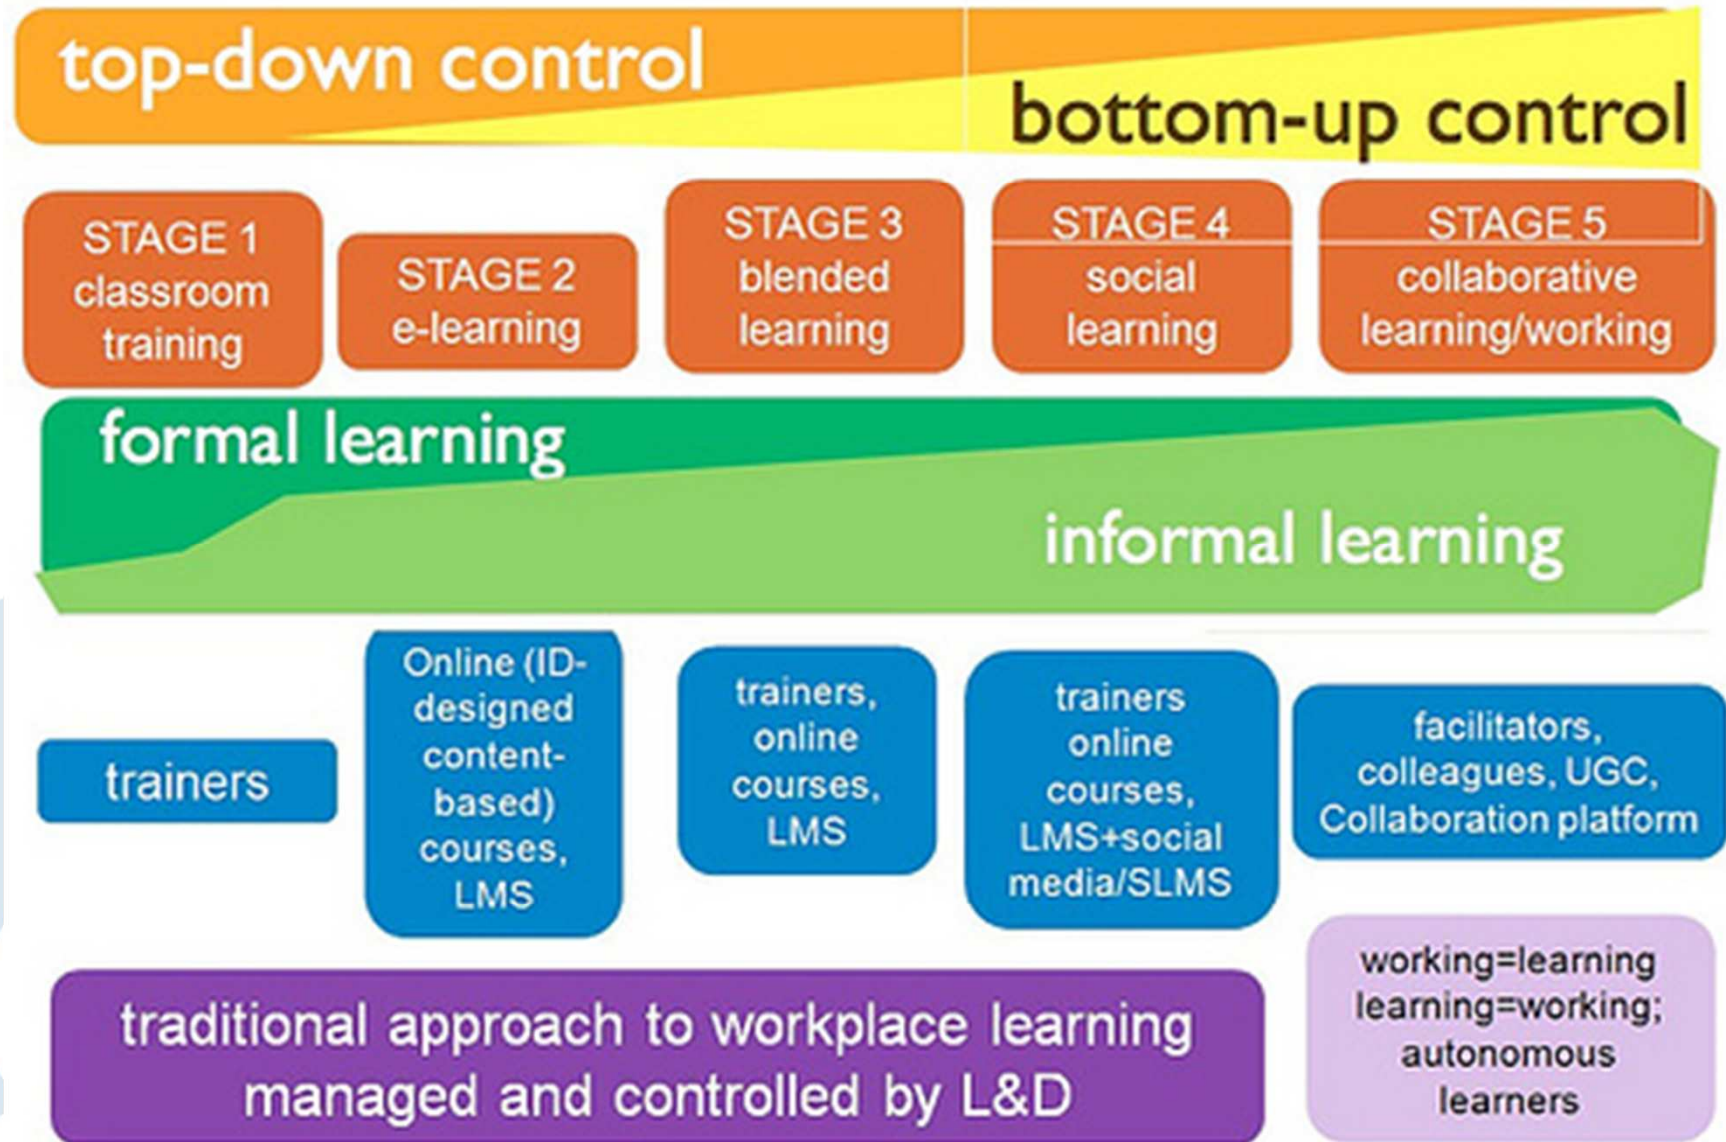 top-down control
bottom-up control
STAGE 1
classroom
training
STAGE 2
e-learning
STAGE 3
blended
learning
STAGE 4
social
learning
STAGE 5
collaborative
learning/working
formal learning
informal learning
trainers
Online (ID-
designed
content-
based)
courses,
LMS
trainers,
online
courses,
LMS
trainers
online
courses,
LMS+social
media/SLMS
facilitators,
colleagues, UGC,
Collaboration platform
traditional approach to workplace learning
managed and controlled by L&D
working=learning
learning=working;
autonomous
learners